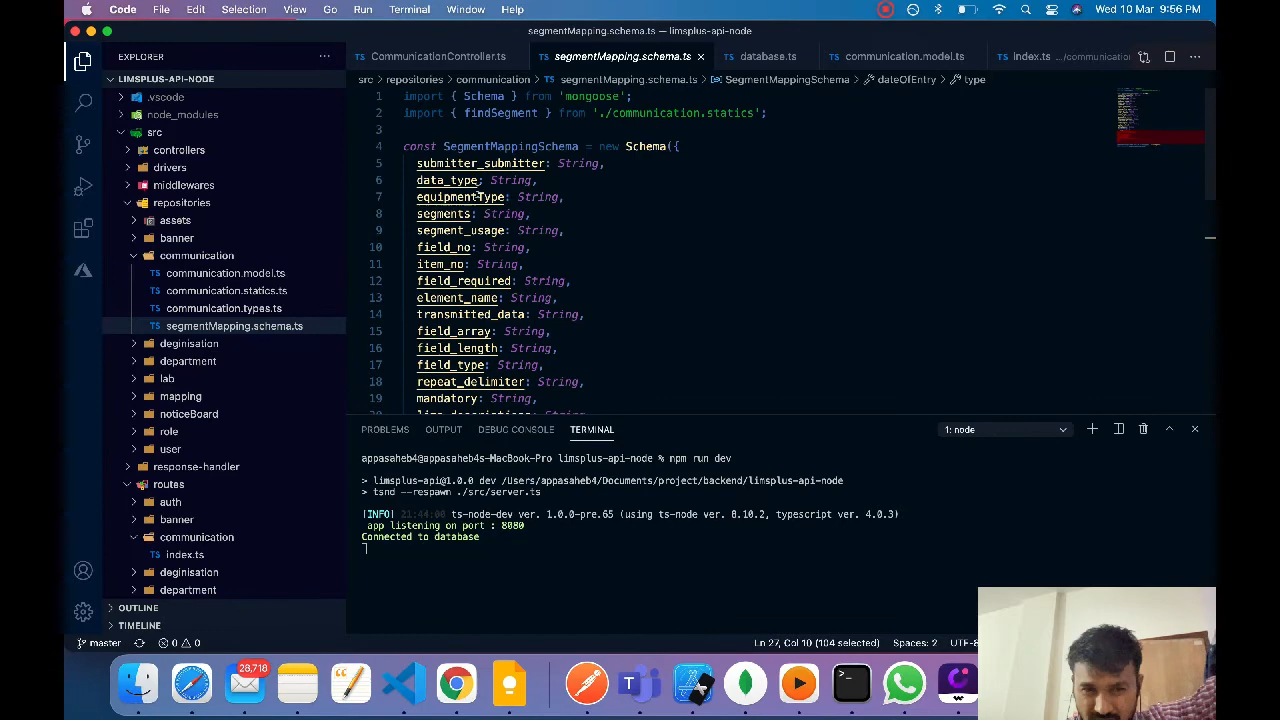 Code File Edit Selection View Go Run Terminal Window Help Wed 10 Mar 9:56 PM
segmentMapping.schema.ts — limsplus-api-node
EXPLORER
CommunicationController.ts segmentMapping.schema.ts database.ts communication.model.ts index.ts .../communication
LIMSPLUS-API-NODE
.vscode
node_modules
src
controllers
drivers
middlewares
repositories
assets
banner
communication
communication.model.ts
communication.statics.ts
communication.types.ts
segmentMapping.schema.ts
deginisation
department
lab
mapping
noticeBoard
role
user
response-handler
routes
auth
banner
communication
index.ts
deginisation
department
OUTLINE
TIMELINE
src > repositories > communication > segmentMapping.schema.ts > SegmentMappingSchema > dateOfEntry > type
1 import { Schema } from 'mongoose';
2 import { findSegment } from './communication.statics';
3
4 const SegmentMappingSchema = new Schema({
5 submitter_submitter: String,
6 data_type: String,
7 equipmentType: String,
8 segments: String,
9 segment_usage: String,
10 field_no: String,
11 item_no: String,
12 field_required: String,
13 element_name: String,
14 transmitted_data: String,
15 field_array: String,
16 field_length: String,
17 field_type: String,
18 repeat_delimiter: String,
19 mandatory: String,
PROBLEMS OUTPUT DEBUG CONSOLE TERMINAL 1: node
appasaheb4@appasaheb4s-MacBook-Pro limsplus-api-node % npm run dev
> limsplus-api@1.0.0 dev /Users/appasaheb4/Documents/project/backend/limsplus-api-node
> tsnd --respawn ./src/server.ts
[INFO] 21:44:00 ts-node-dev ver. 1.0.0-pre.65 (using ts-node ver. 8.10.2, typescript ver. 4.0.3)
app listening on port : 8080
Connected to database
master 0 0 Ln 27, Col 10 (104 selected) Spaces: 2 UTF-8
28,718